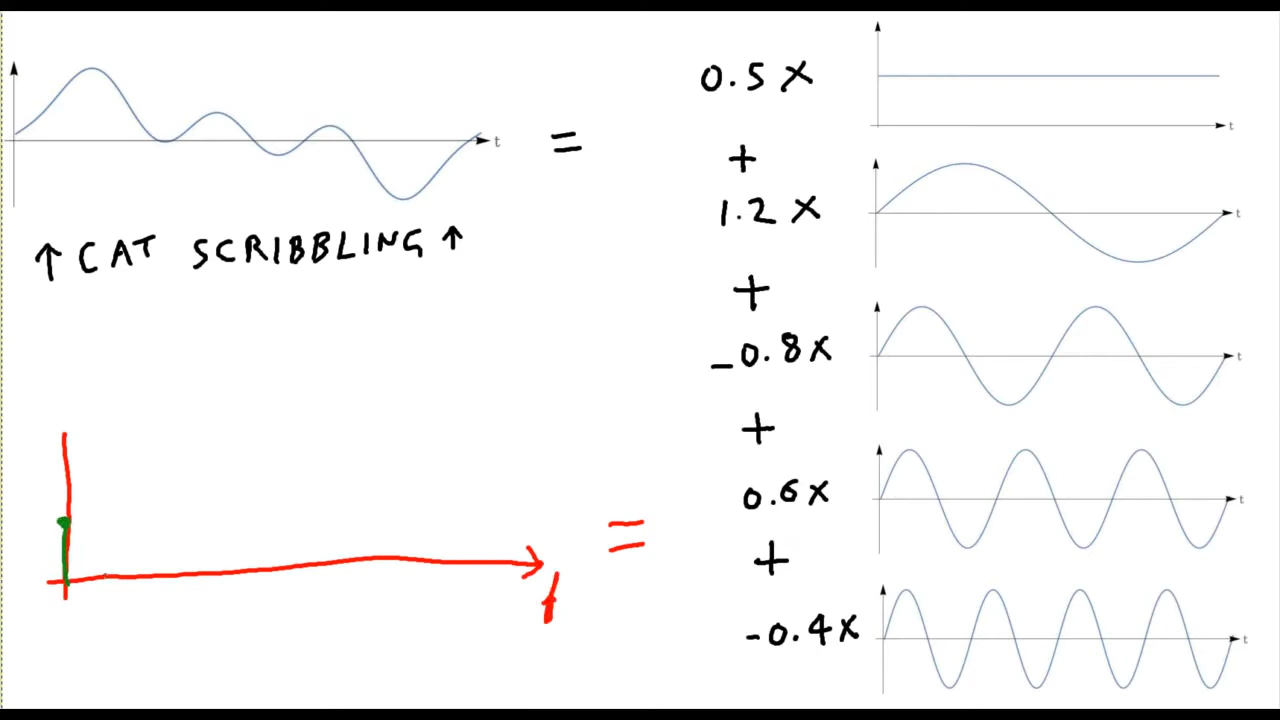 t
=
↑ CAT SCRIBBLING ↑
0.5 x
t
+
1.2 x
t
+
-0.8 x
t
+
0.6 x
t
+
-0.4 x
t
=
f